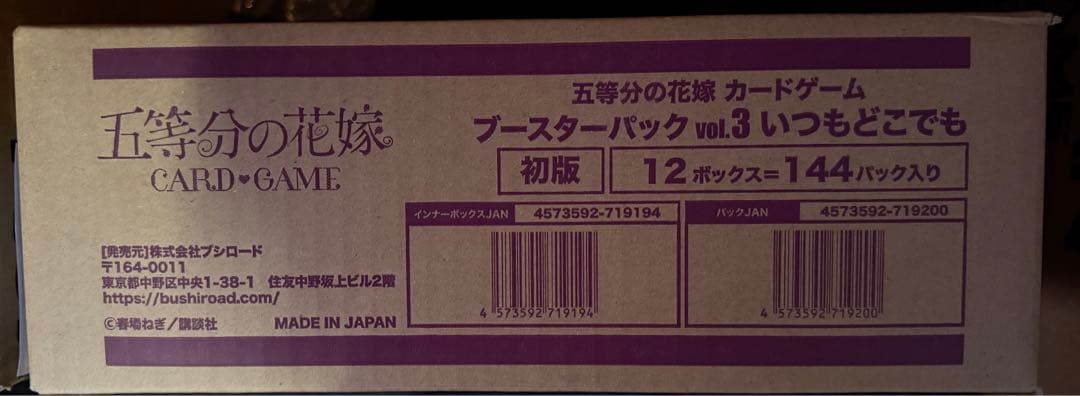 五等分の花嫁
CARD♥GAME
五等分の花嫁 カードゲーム
ブースターパック vol.3 いつもどこでも
初版
12ボックス=144パック入り
インナーボックスJAN 4573592-719194
4 573592 719194
パックJAN 4573592-719200
4 573592 719200
[発売元]株式会社ブシロード
〒164-0011
東京都中野区中央1-38-1 住友中野坂上ビル2階
https://bushiroad.com/
©春場ねぎ/講談社 MADE IN JAPAN